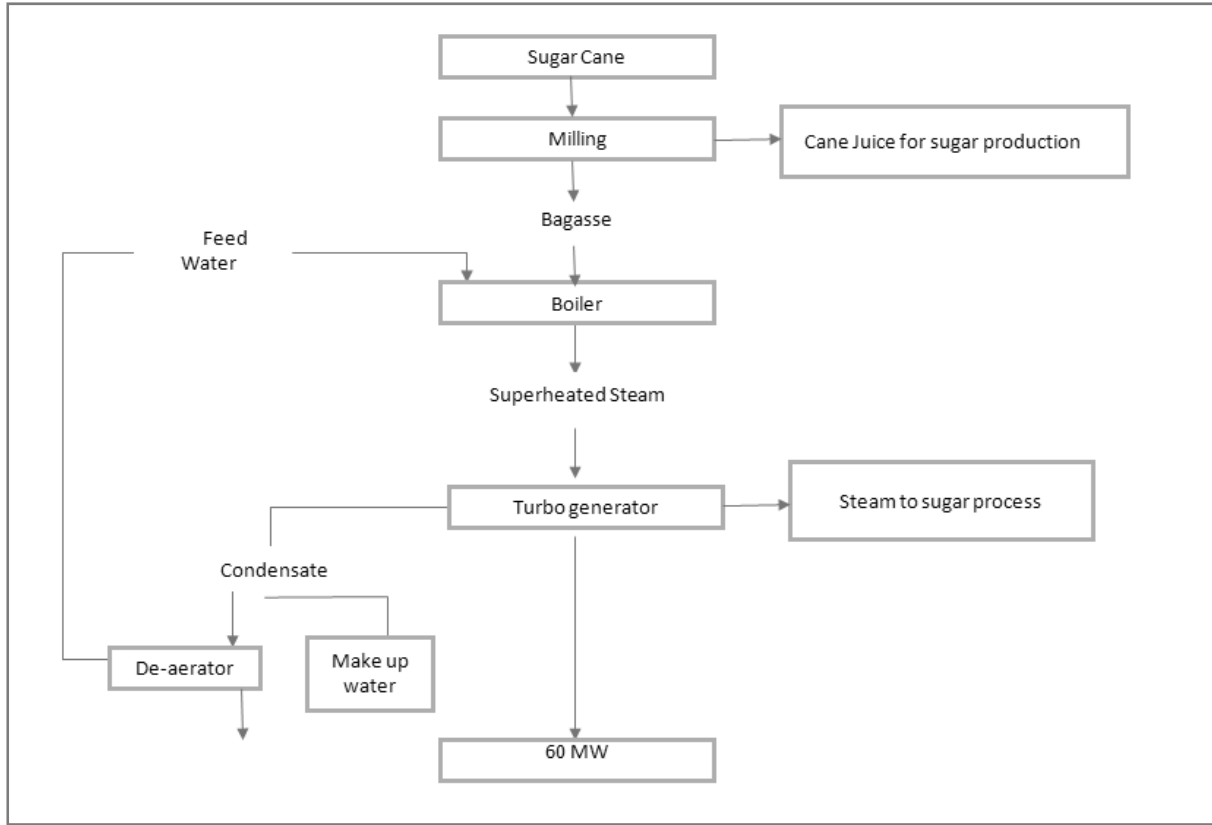 Sugar Cane
Milling
Cane Juice for sugar production
Bagasse
Feed
Water
Boiler
Superheated Steam
Turbo generator
Steam to sugar process
Condensate
De-aerator
Make up
water
60 MW